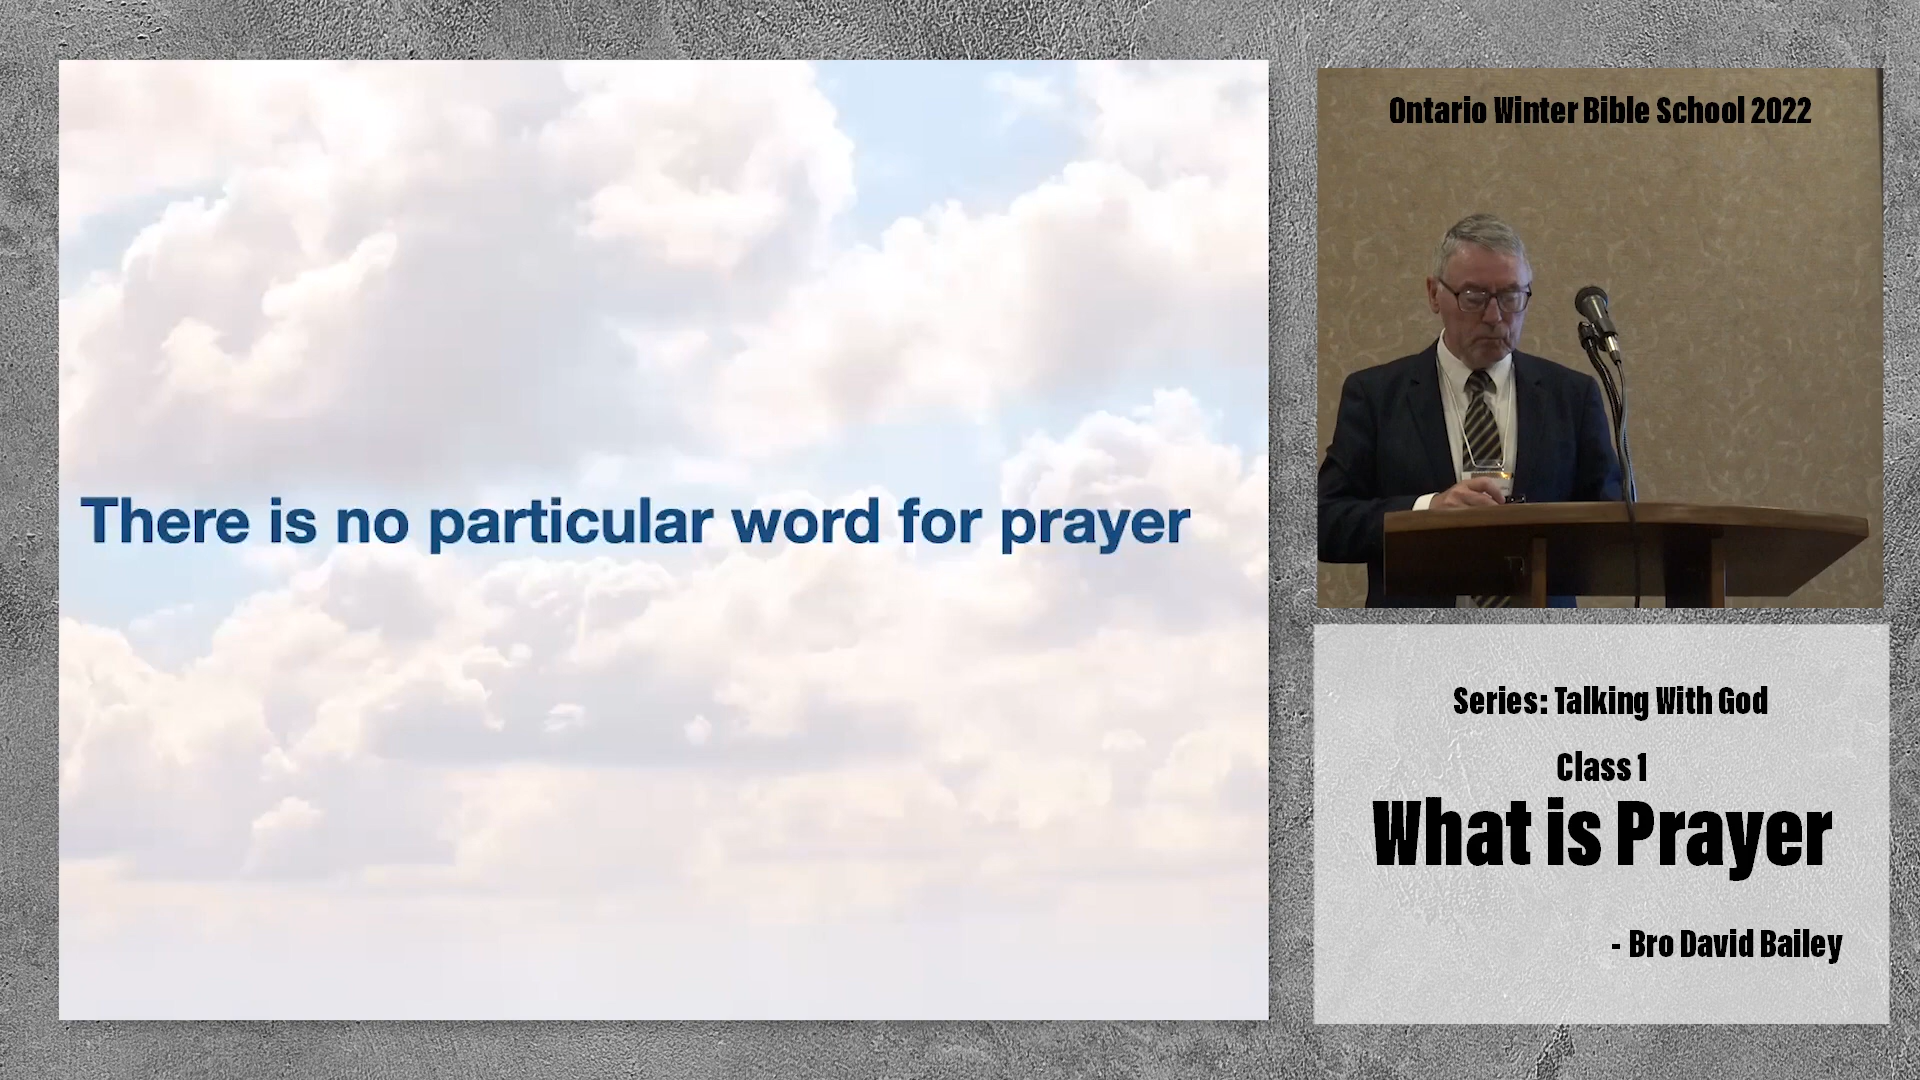 There is no particular word for prayer
Ontario Winter Bible School 2022
Series: Talking With God
Class 1
What is Prayer
- Bro David Bailey